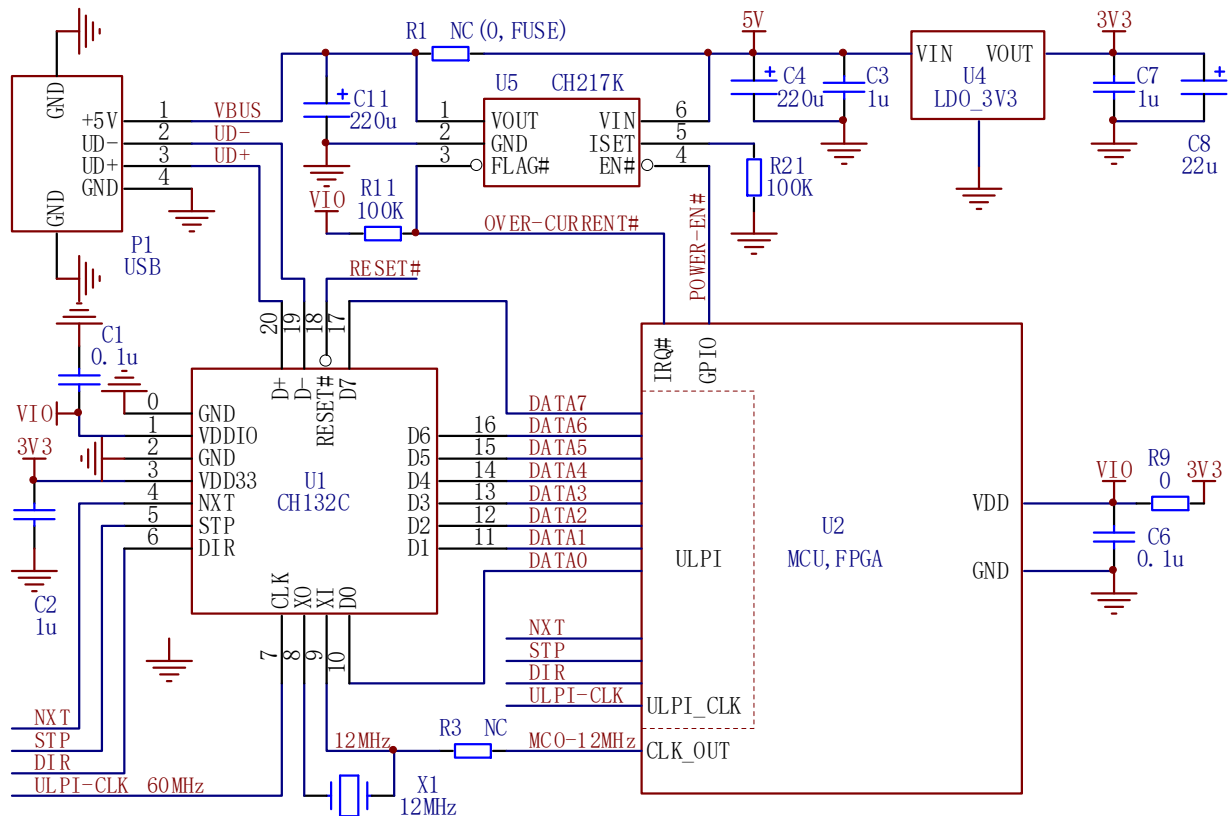 R1 NC(0,FUSE)
5V
3V3
U5 CH217K
VIN VOUT
U4
LDO_3V3
C4
220u
C3
1u
C7
1u
C8
22u
C11
220u
GND
1 VBUS
+5V
2 UD-
UD-
3 UD+
UD+
4
GND
GND
P1
USB
1 VOUT VIN 6
2 GND ISET 5
3 FLAG# EN# 4
R21
100K
VIO
R11
100K
OVER-CURRENT#
POWER-EN#
RESET#
20 19 18 17
D+ D- RESET# D7
C1
0.1u
VIO
3V3
C2
1u
0 GND
1 VDDIO
2 GND
3 VDD33
4 NXT
5 STP
6 DIR
U1
CH132C
D6 16
D5 15
D4 14
D3 13
D2 12
D1 11
CLK XO XI D0
7 8 9 10
DATA7
DATA6
DATA5
DATA4
DATA3
DATA2
DATA1
DATA0
IRQ# GPIO
ULPI
U2
MCU,FPGA
VDD
GND
VIO
R9
0
3V3
C6
0.1u
NXT
STP
DIR
ULPI-CLK
ULPI_CLK
CLK_OUT
MCO-12MHz
R3 NC
12MHz
X1
12MHz
NXT
STP
DIR
ULPI-CLK 60MHz